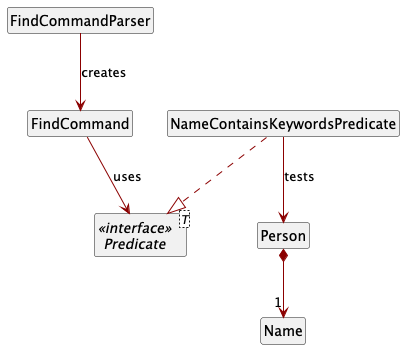 FindCommandParser
creates
FindCommand
NameContainsKeywordsPredicate
uses
tests
«interface»
Predicate
T
Person
1
Name